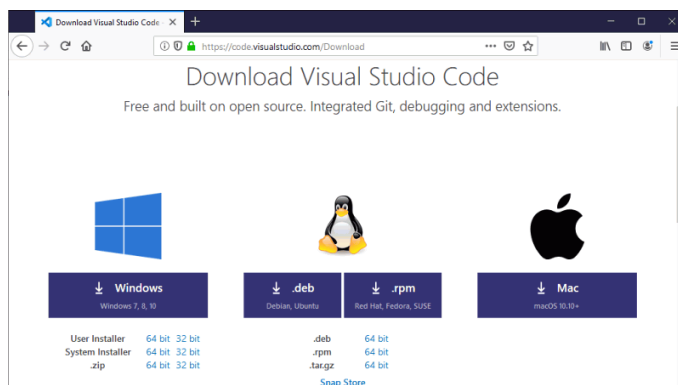 Download Visual Studio Code -
https://code.visualstudio.com/Download
Download Visual Studio Code
Free and built on open source. Integrated Git, debugging and extensions.
Windows
Windows 7, 8, 10
.deb
Debian, Ubuntu
.rpm
Red Hat, Fedora, SUSE
Mac
macOS 10.10+
User Installer 64 bit 32 bit
System Installer 64 bit 32 bit
.zip 64 bit 32 bit
.deb 64 bit
.rpm 64 bit
.tar.gz 64 bit
Snap Store